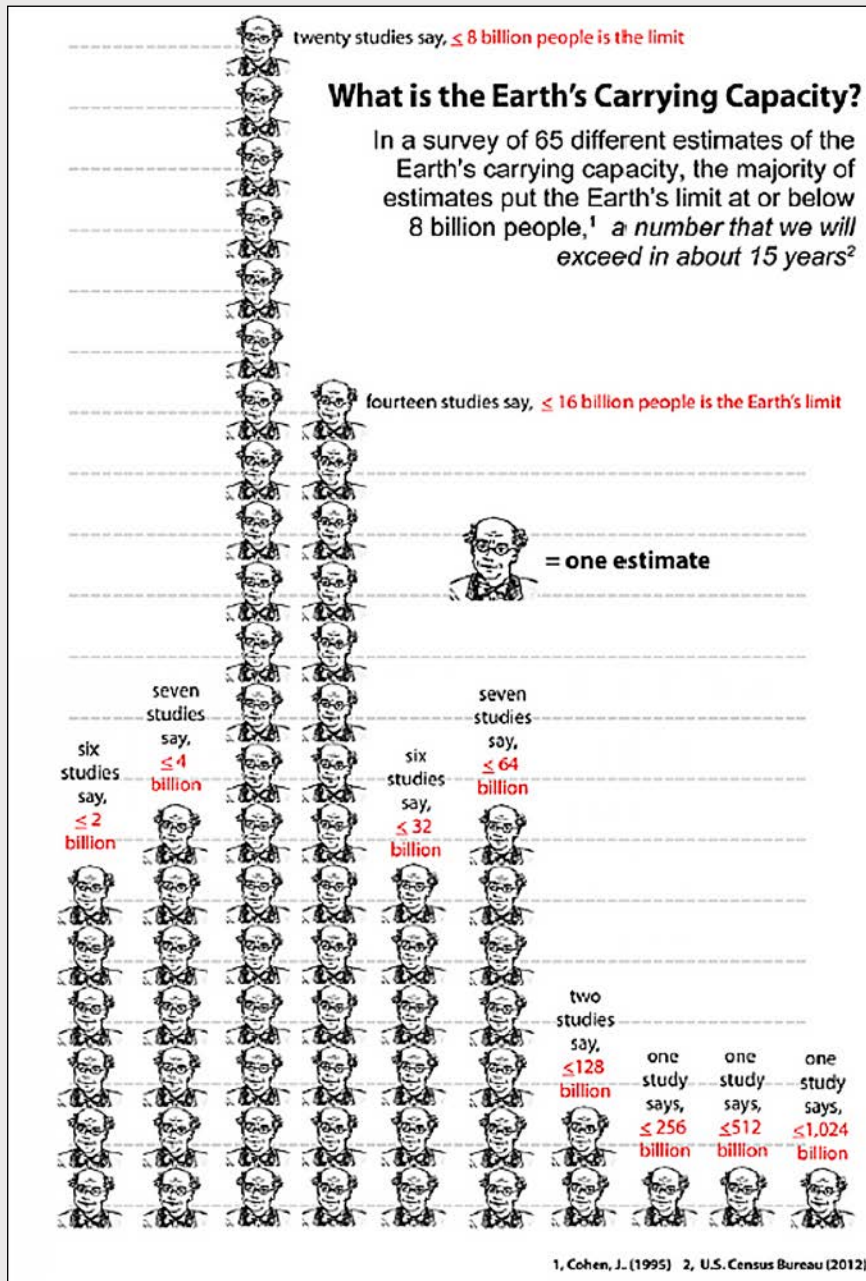 twenty studies say, ≤ 8 billion people is the limit
What is the Earth's Carrying Capacity?
In a survey of 65 different estimates of the
Earth's carrying capacity, the majority of
estimates put the Earth's limit at or below
8 billion people,¹ a number that we will
exceed in about 15 years²
fourteen studies say, ≤ 16 billion people is the Earth's limit
= one estimate
six
studies
say,
≤ 2
billion
seven
studies
say,
≤ 4
billion
six
studies
say,
≤ 32
billion
seven
studies
say,
≤ 64
billion
two
studies
say,
≤128
billion
one
study
says,
≤ 256
billion
one
study
says,
≤512
billion
one
study
says,
≤1,024
billion
1, Cohen, J.. (1995) 2, U.S. Census Bureau (2012)